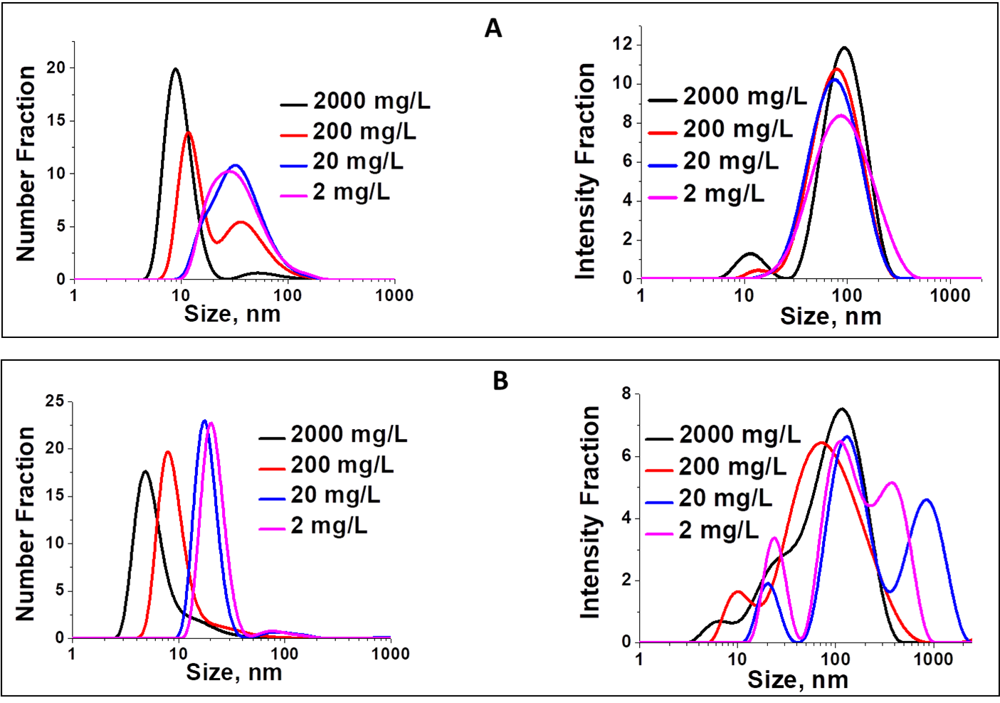 A
Number Fraction
20
15
10
5
0
2000 mg/L
200 mg/L
20 mg/L
2 mg/L
1 10 100 1000
Size, nm
Intensity Fraction
12
10
8
6
4
2
0
2000 mg/L
200 mg/L
20 mg/L
2 mg/L
1 10 100 1000
Size, nm
B
Number Fraction
25
20
15
10
5
0
2000 mg/L
200 mg/L
20 mg/L
2 mg/L
1 10 100 1000
Size, nm
Intensity Fraction
8
6
4
2
0
2000 mg/L
200 mg/L
20 mg/L
2 mg/L
1 10 100 1000
Size, nm